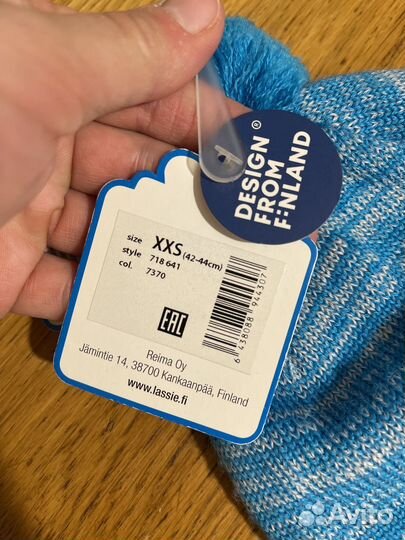 DESIGN®
FROM
FINLAND
size XXS (42-44cm)
style 718 641
col. 7370
EAC
6 438088 944307
Reima Oy
Jämintie 14, 38700 Kankaanpää, Finland
www.lassie.fi
Avito